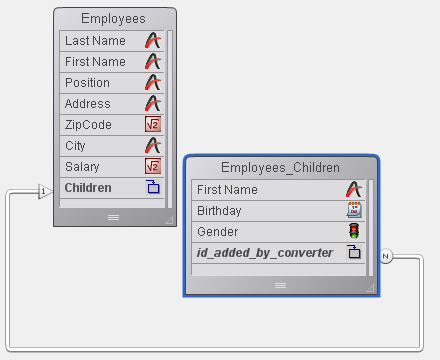 Employees
Last Name
First Name
Position
Address
ZipCode
City
Salary
Children
1
Employees_Children
First Name
Birthday
Gender
id_added_by_converter
N